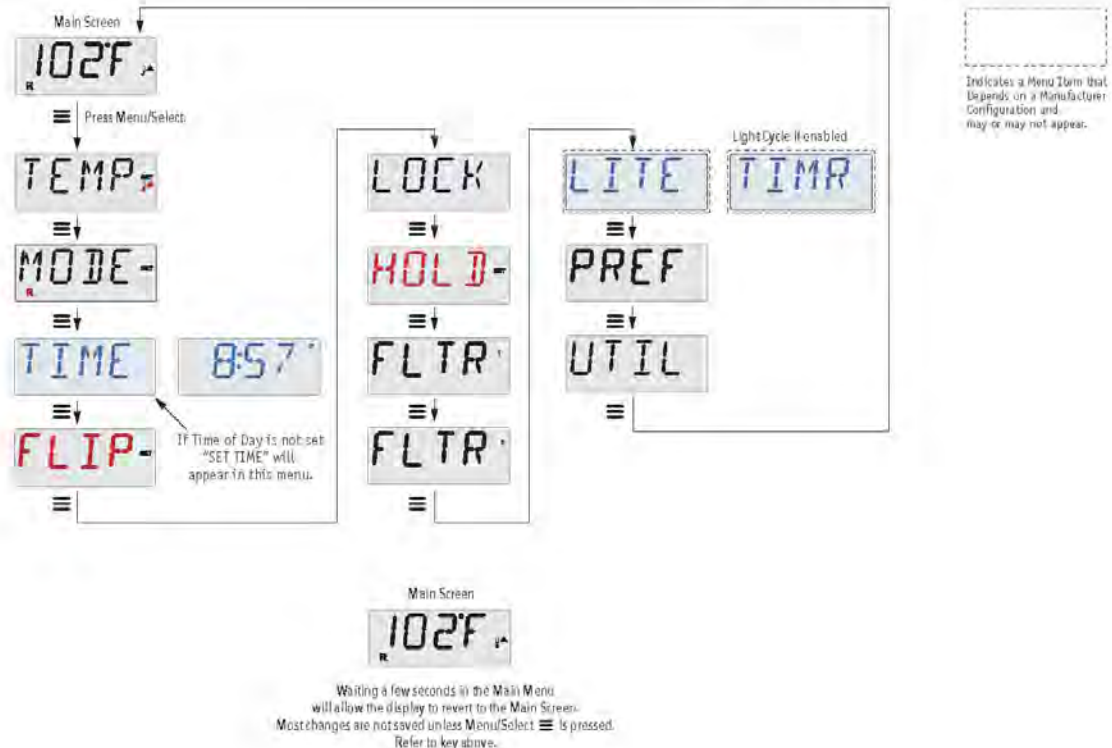 Main Screen
102°F
R
Press Menu/Select
TEMP
MODE
R
TIME
8:57
FLIP
If Time of Day is not set
"SET TIME" will
appear in this menu.
LOCK
HOLD
FLTR
FLTR
Light Cycle if enabled
LITE
TIMR
PREF
UTIL
Indicates a Menu Item that
Depends on a Manufacturer
Configuration and
may or may not appear.
Main Screen
102°F
R
Waiting a few seconds in the Main Menu
will allow the display to revert to the Main Screen.
Most changes are not saved unless Menu/Select Is pressed.
Refer to key above.